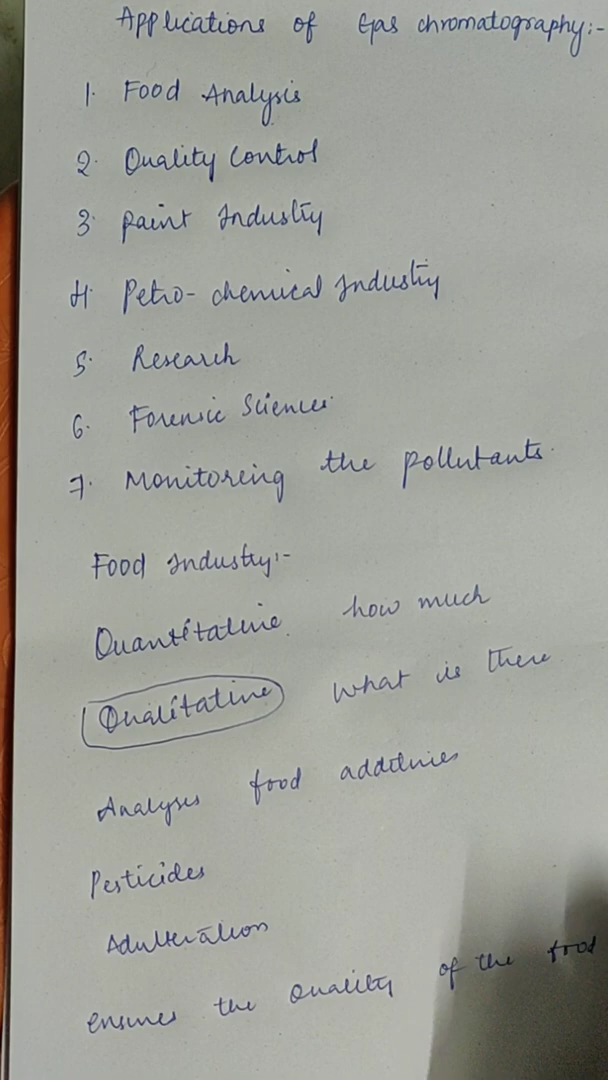 Applications of Gas chromatography:-
1. Food Analysis
2. Quality Control
3. paint Industry
4. Petro-chemical Industry
5. Research
6. Forensic Sciences.
7. Monitoring the pollutants.
Food Industry:-
Quantitative how much
Qualitative what is there
Analyses food additives
Pesticides
Adulteration
ensures the quality of the food